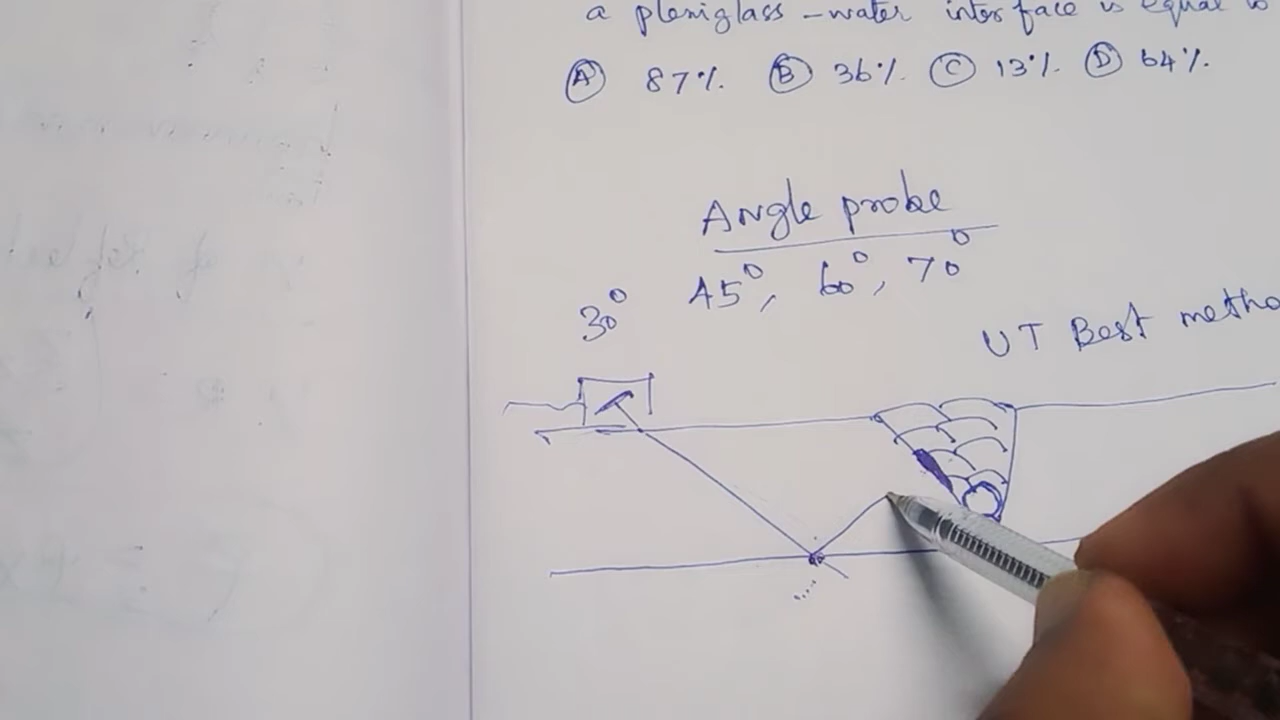 a plexiglass - water interface is equal to
Ⓐ 87%. Ⓑ 36%. Ⓒ 13%. Ⓓ 64%.
Angle probe
30° 45°, 60°, 70°
UT Best metho